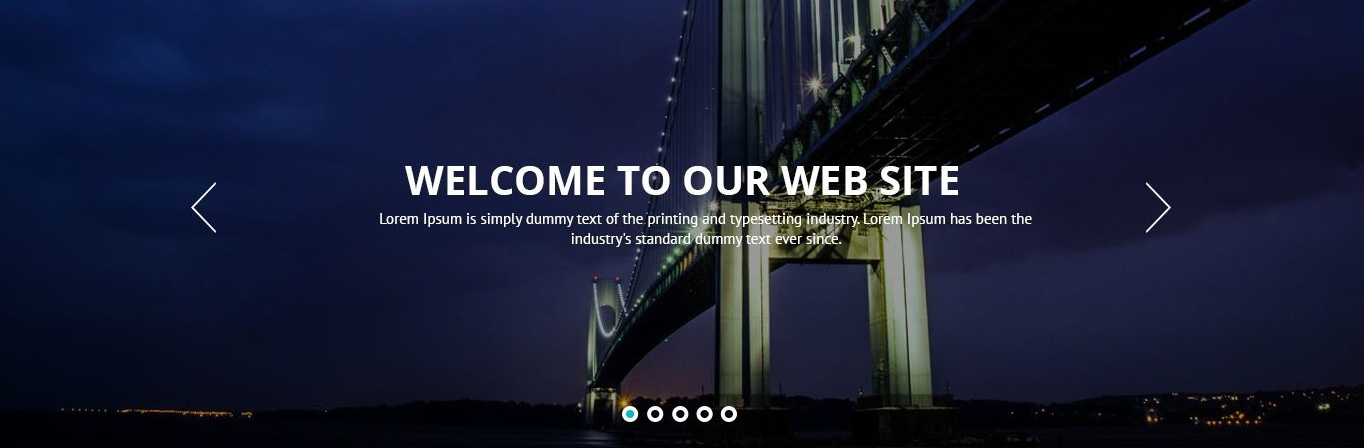 WELCOME TO OUR WEB SITE
Lorem Ipsum is simply dummy text of the printing and typesetting industry. Lorem Ipsum has been the
industry's standard dummy text ever since.